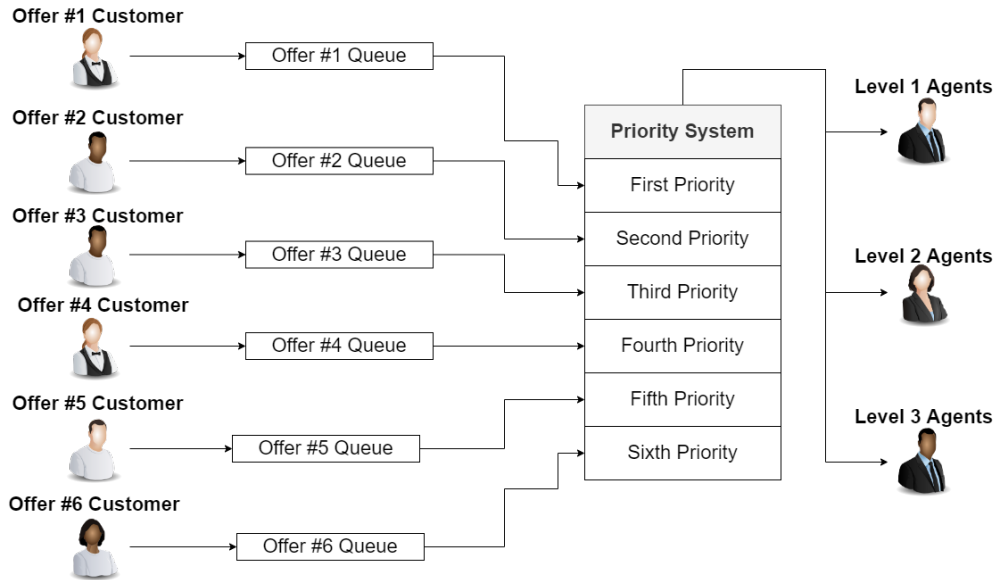 Offer #1 Customer
Offer #1 Queue
Offer #2 Customer
Offer #2 Queue
Offer #3 Customer
Offer #3 Queue
Offer #4 Customer
Offer #4 Queue
Offer #5 Customer
Offer #5 Queue
Offer #6 Customer
Offer #6 Queue
Priority System
First Priority
Second Priority
Third Priority
Fourth Priority
Fifth Priority
Sixth Priority
Level 1 Agents
Level 2 Agents
Level 3 Agents